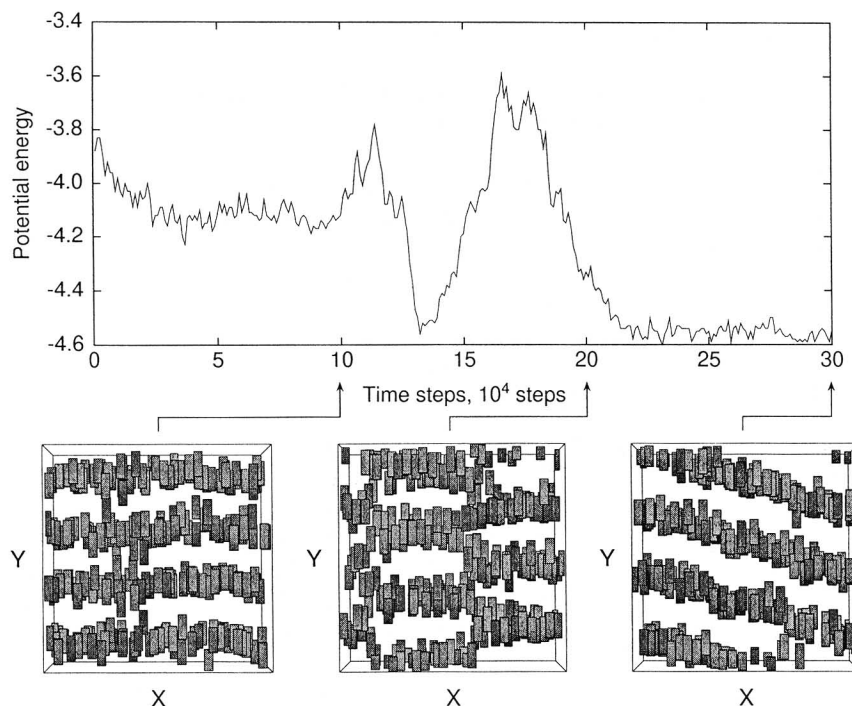 -3.4
-3.6
-3.8
-4.0
-4.2
-4.4
-4.6
Potential energy
0 5 10 15 20 25 30
Time steps, 10⁴ steps
Y Y Y
X X X